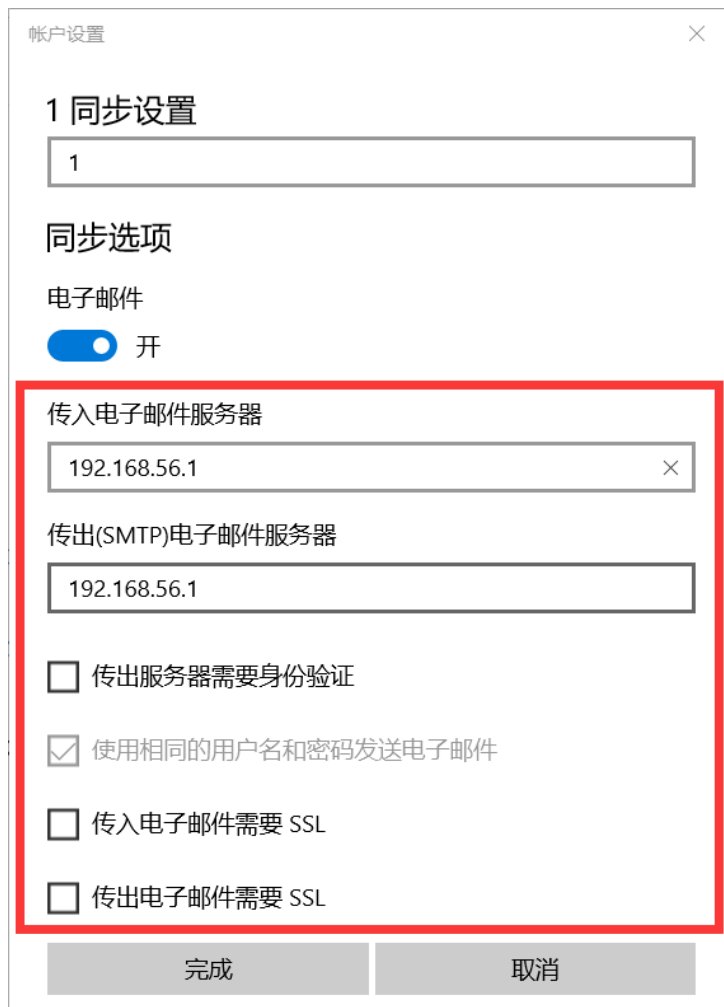 帐户设置
1 同步设置
1
同步选项
电子邮件
开
传入电子邮件服务器
192.168.56.1
传出(SMTP)电子邮件服务器
192.168.56.1
传出服务器需要身份验证
使用相同的用户名和密码发送电子邮件
传入电子邮件需要 SSL
传出电子邮件需要 SSL
完成 取消